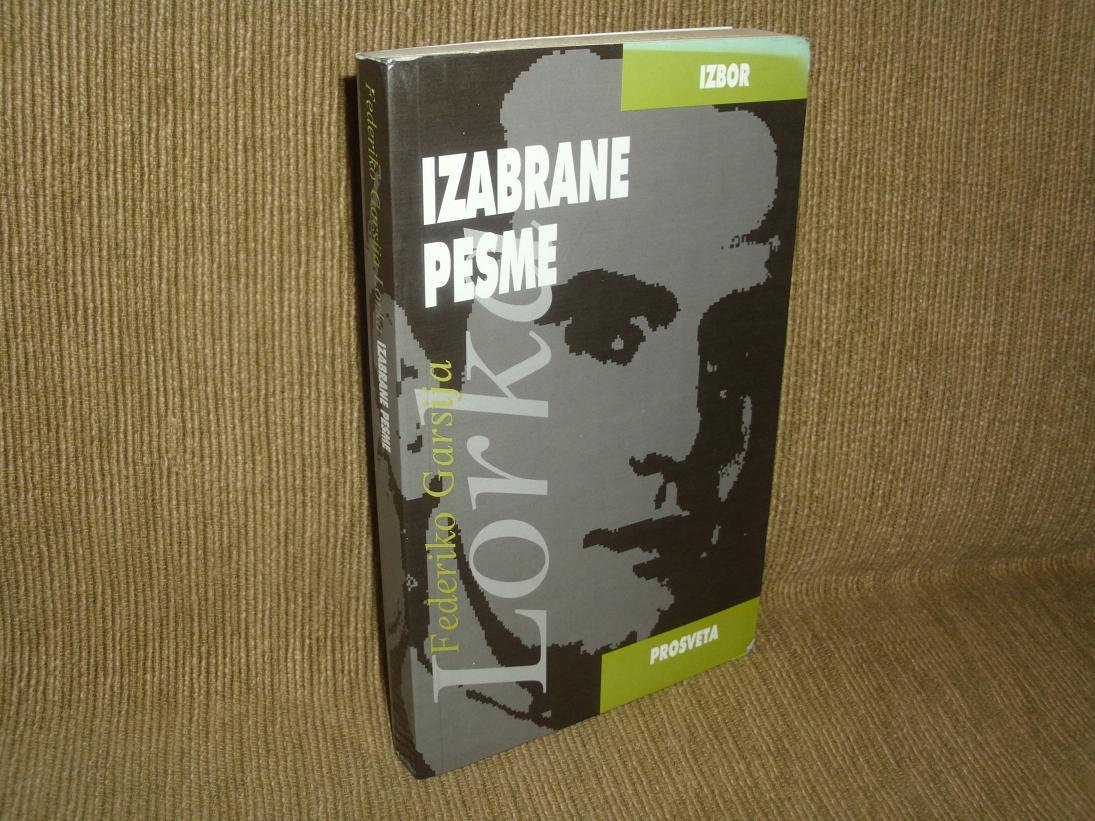 IZBOR
IZABRANE
PESME
Federiko Garsija
Lorka
PROSVETA
Federiko Garsija Lorka IZABRANE PESME